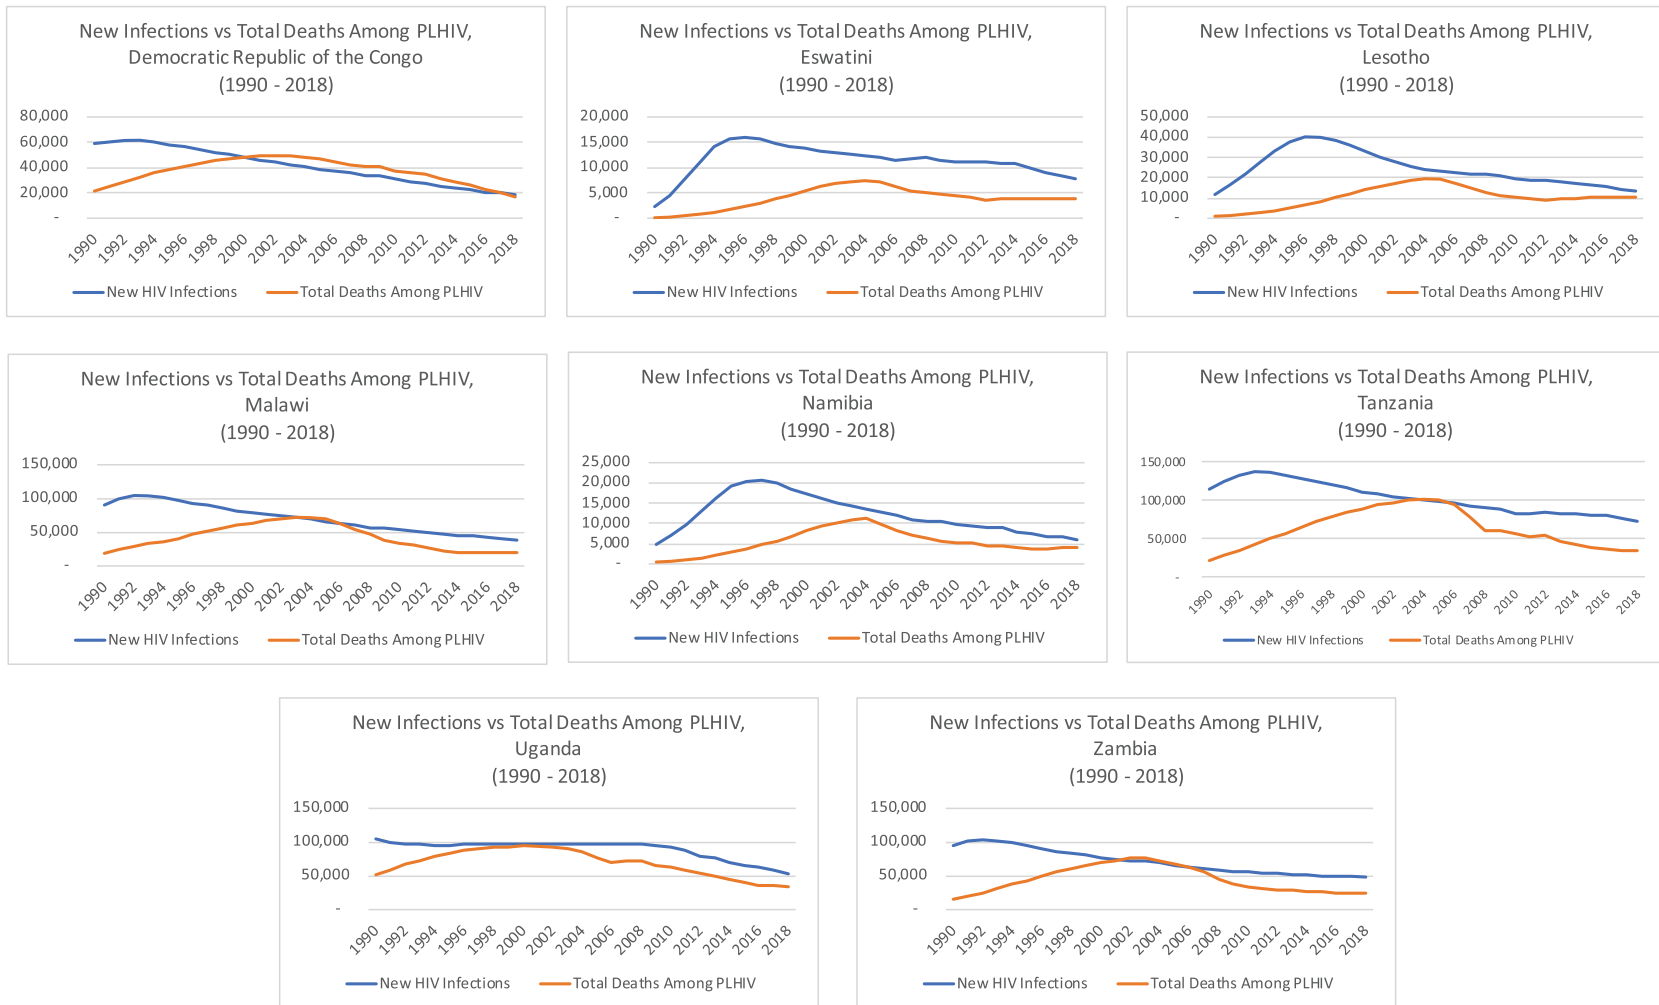 New Infections vs Total Deaths Among PLHIV,
Democratic Republic of the Congo
(1990 - 2018)
80,000
60,000
40,000
20,000
-
1990 1992 1994 1996 1998 2000 2002 2004 2006 2008 2010 2012 2014 2016 2018
New HIV Infections Total Deaths Among PLHIV
New Infections vs Total Deaths Among PLHIV,
Eswatini
(1990 - 2018)
20,000
15,000
10,000
5,000
-
1990 1992 1994 1996 1998 2000 2002 2004 2006 2008 2010 2012 2014 2016 2018
New HIV Infections Total Deaths Among PLHIV
New Infections vs Total Deaths Among PLHIV,
Lesotho
(1990 - 2018)
50,000
40,000
30,000
20,000
10,000
-
1990 1992 1994 1996 1998 2000 2002 2004 2006 2008 2010 2012 2014 2016 2018
New HIV Infections Total Deaths Among PLHIV
New Infections vs Total Deaths Among PLHIV,
Malawi
(1990 - 2018)
150,000
100,000
50,000
-
1990 1992 1994 1996 1998 2000 2002 2004 2006 2008 2010 2012 2014 2016 2018
New HIV Infections Total Deaths Among PLHIV
New Infections vs Total Deaths Among PLHIV,
Namibia
(1990 - 2018)
25,000
20,000
15,000
10,000
5,000
-
1990 1992 1994 1996 1998 2000 2002 2004 2006 2008 2010 2012 2014 2016 2018
New HIV Infections Total Deaths Among PLHIV
New Infections vs Total Deaths Among PLHIV,
Tanzania
(1990 - 2018)
150,000
100,000
50,000
-
1990 1992 1994 1996 1998 2000 2002 2004 2006 2008 2010 2012 2014 2016 2018
New HIV Infections Total Deaths Among PLHIV
New Infections vs Total Deaths Among PLHIV,
Uganda
(1990 - 2018)
150,000
100,000
50,000
-
1990 1992 1994 1996 1998 2000 2002 2004 2006 2008 2010 2012 2014 2016 2018
New HIV Infections Total Deaths Among PLHIV
New Infections vs Total Deaths Among PLHIV,
Zambia
(1990 - 2018)
150,000
100,000
50,000
-
1990 1992 1994 1996 1998 2000 2002 2004 2006 2008 2010 2012 2014 2016 2018
New HIV Infections Total Deaths Among PLHIV